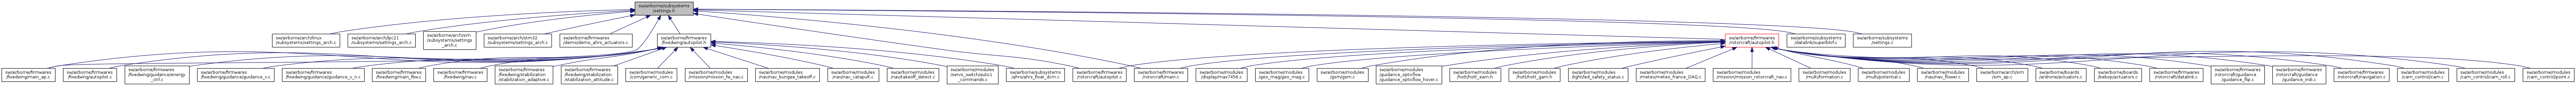 sw/airborne/subsystems
/settings.h
sw/airborne/arch/linux
/subsystems/settings_arch.c
sw/airborne/arch/lpc21
/subsystems/settings_arch.c
sw/airborne/arch/sim
/subsystems/settings
_arch.c
sw/airborne/arch/stm32
/subsystems/settings_arch.c
sw/airborne/firmwares
/demo/demo_ahrs_actuators.c
sw/airborne/firmwares
/fixedwing/autopilot.h
sw/airborne/firmwares
/rotorcraft/autopilot.h
sw/airborne/subsystems
/datalink/superbitrf.c
sw/airborne/subsystems
/settings.c
sw/airborne/firmwares
/fixedwing/main_ap.c
sw/airborne/firmwares
/fixedwing/autopilot.c
sw/airborne/firmwares
/fixedwing/guidance/energy
_ctrl.c
sw/airborne/firmwares
/fixedwing/guidance/guidance_v.c
sw/airborne/firmwares
/fixedwing/guidance/guidance_v_n.c
sw/airborne/firmwares
/fixedwing/main_fbw.c
sw/airborne/firmwares
/fixedwing/nav.c
sw/airborne/firmwares
/fixedwing/stabilization
/stabilization_adaptive.c
sw/airborne/firmwares
/fixedwing/stabilization
/stabilization_attitude.c
sw/airborne/modules
/com/generic_com.c
sw/airborne/modules
/mission/mission_fw_nav.c
sw/airborne/modules
/nav/nav_bungee_takeoff.c
sw/airborne/modules
/nav/nav_catapult.c
sw/airborne/modules
/nav/takeoff_detect.c
sw/airborne/modules
/servo_switch/auto1
_commands.c
sw/airborne/subsystems
/ahrs/ahrs_float_dcm.c
sw/airborne/firmwares
/rotorcraft/autopilot.c
sw/airborne/firmwares
/rotorcraft/main.c
sw/airborne/modules
/display/max7456.c
sw/airborne/modules
/geo_mag/geo_mag.c
sw/airborne/modules
/gsm/gsm.c
sw/airborne/modules
/guidance_opticflow
/guidance_opticflow_hover.c
sw/airborne/modules
/hott/hott_eam.h
sw/airborne/modules
/hott/hott_gam.h
sw/airborne/modules
/light/led_safety_status.c
sw/airborne/modules
/meteo/meteo_france_DAQ.c
sw/airborne/modules
/mission/mission_rotorcraft_nav.c
sw/airborne/modules
/multi/formation.c
sw/airborne/modules
/multi/potential.c
sw/airborne/modules
/nav/nav_flower.c
sw/airborne/arch/sim
/sim_ap.c
sw/airborne/boards
/ardrone/actuators.c
sw/airborne/boards
/bebop/actuators.c
sw/airborne/firmwares
/rotorcraft/datalink.c
sw/airborne/firmwares
/rotorcraft/guidance
/guidance_flip.c
sw/airborne/firmwares
/rotorcraft/guidance
/guidance_indi.c
sw/airborne/firmwares
/rotorcraft/navigation.c
sw/airborne/modules
/cam_control/cam.c
sw/airborne/modules
/cam_control/cam_roll.c
sw/airborne/modules
/cam_control/point.c